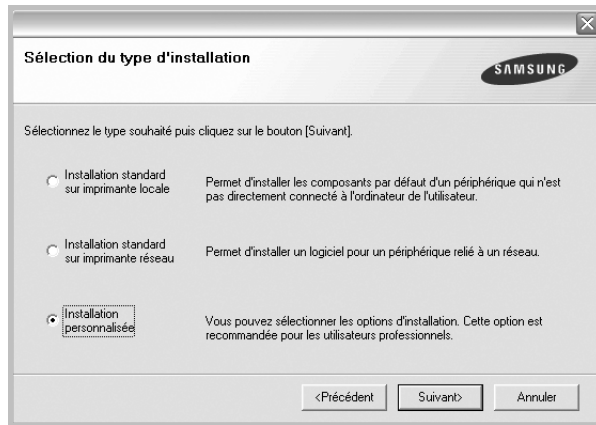 Sélection du type d'installation
SAMSUNG
Sélectionnez le type souhaité puis cliquez sur le bouton [Suivant].
Installation standard
sur imprimante locale
Permet d'installer les composants par défaut d'un périphérique qui n'est
pas directement connecté à l'ordinateur de l'utilisateur.
Installation standard
sur imprimante réseau
Permet d'installer un logiciel pour un périphérique relié à un réseau.
Installation
personnalisée
Vous pouvez sélectionner les options d'installation. Cette option est
recommandée pour les utilisateurs professionnels.
<Précédent
Suivant>
Annuler